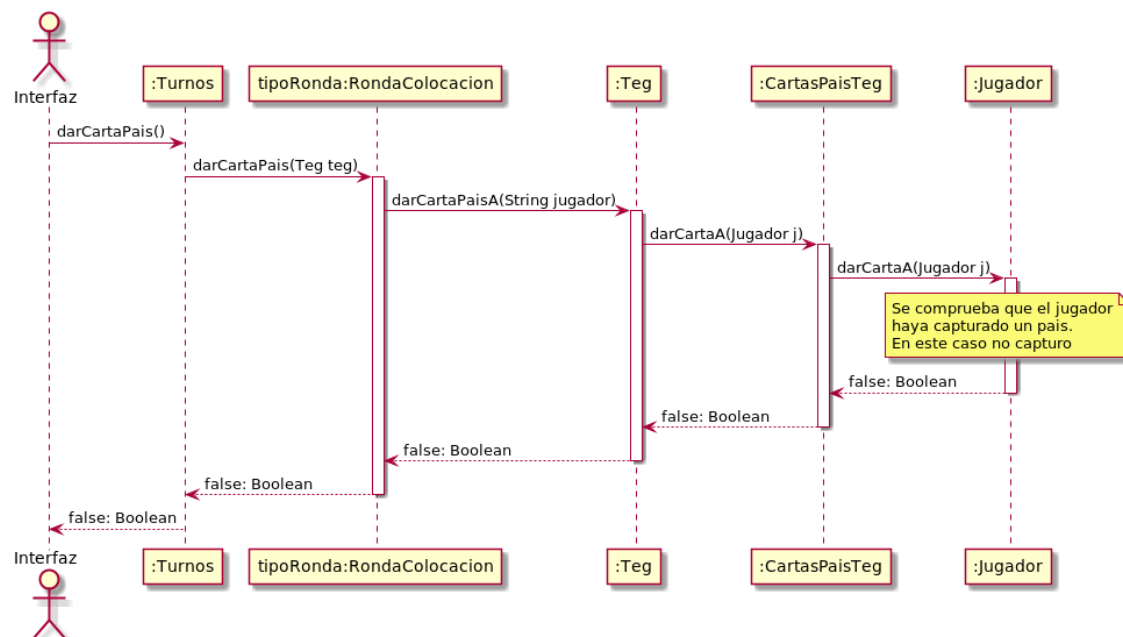 Interfaz
:Turnos
tipoRonda:RondaColocacion
:Teg
:CartasPaisTeg
:Jugador
darCartaPais()
darCartaPais(Teg teg)
darCartaPaisA(String jugador)
darCartaA(Jugador j)
darCartaA(Jugador j)
Se comprueba que el jugador
haya capturado un pais.
En este caso no capturo
false: Boolean
false: Boolean
false: Boolean
false: Boolean
false: Boolean
Interfaz
:Turnos
tipoRonda:RondaColocacion
:Teg
:CartasPaisTeg
:Jugador